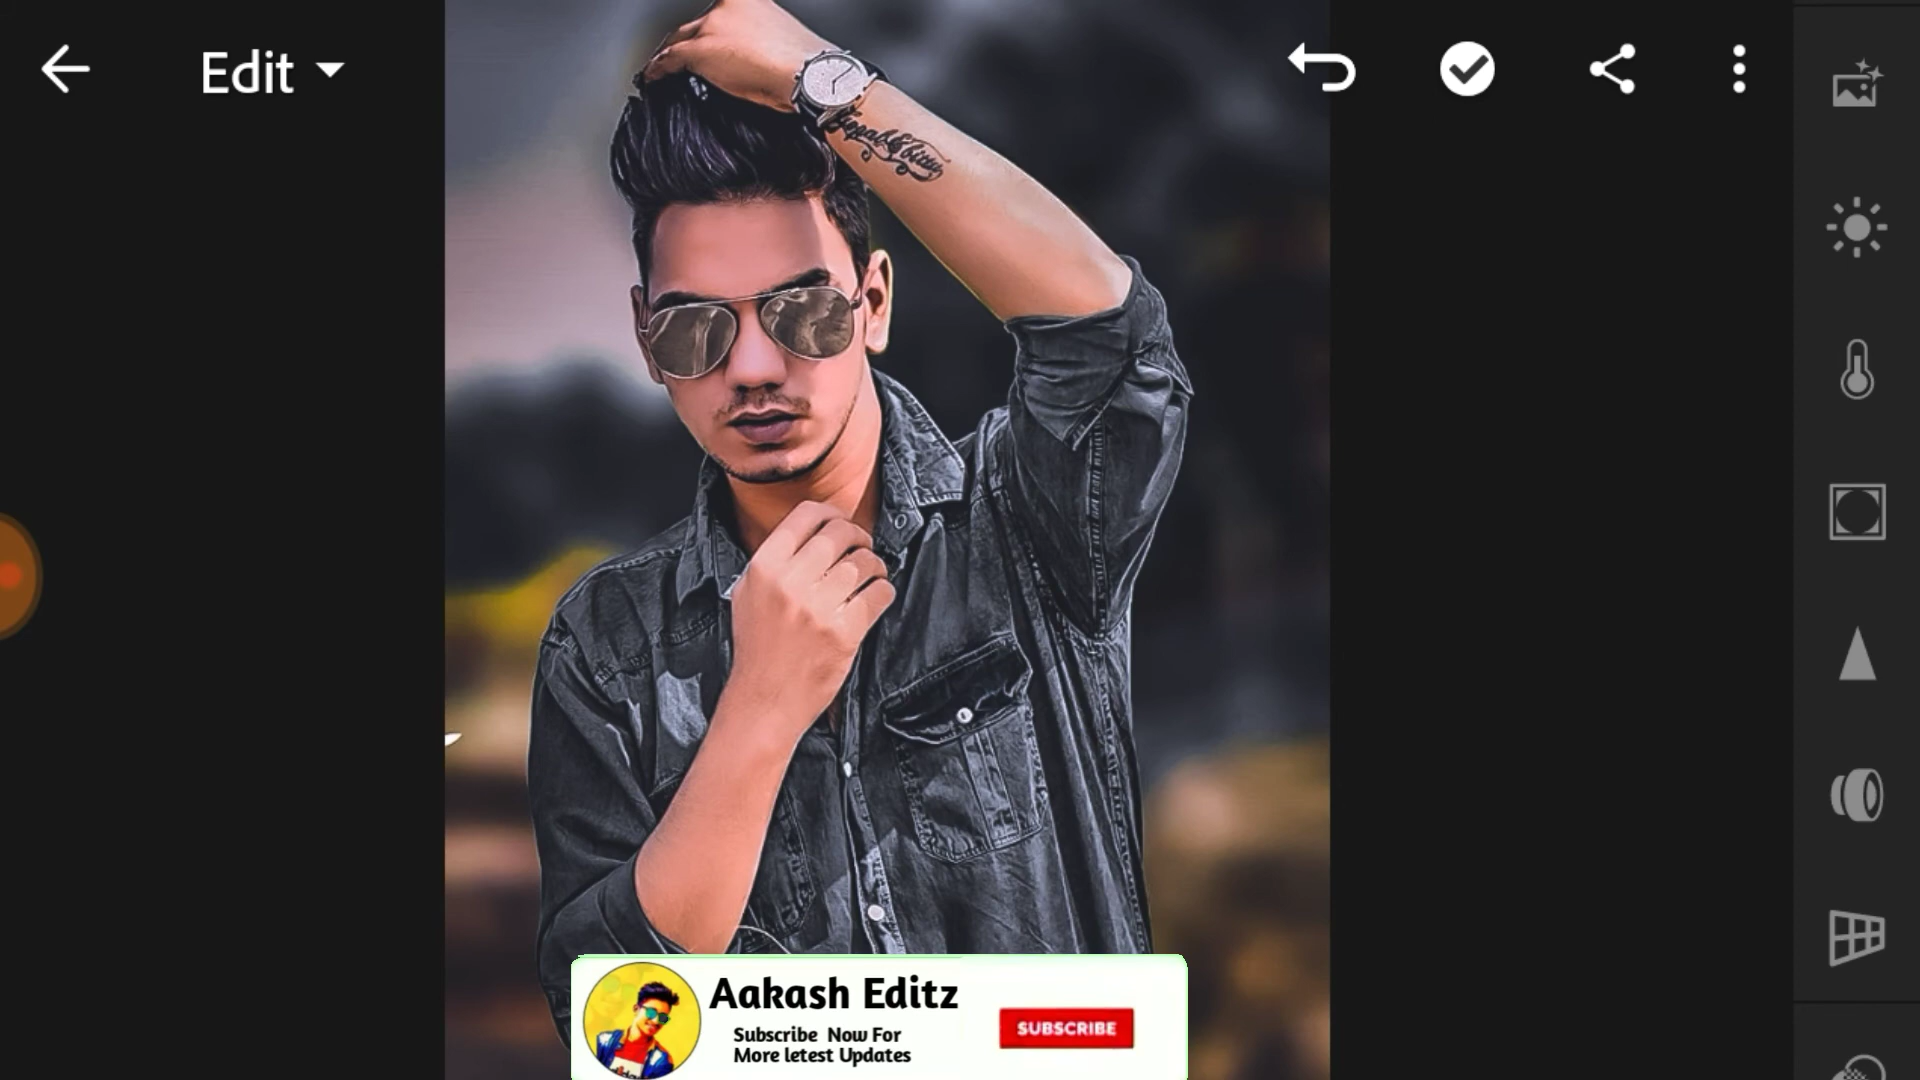 Edit
Aakash Editz
Subscribe Now For
More letest Updates
SUBSCRIBE